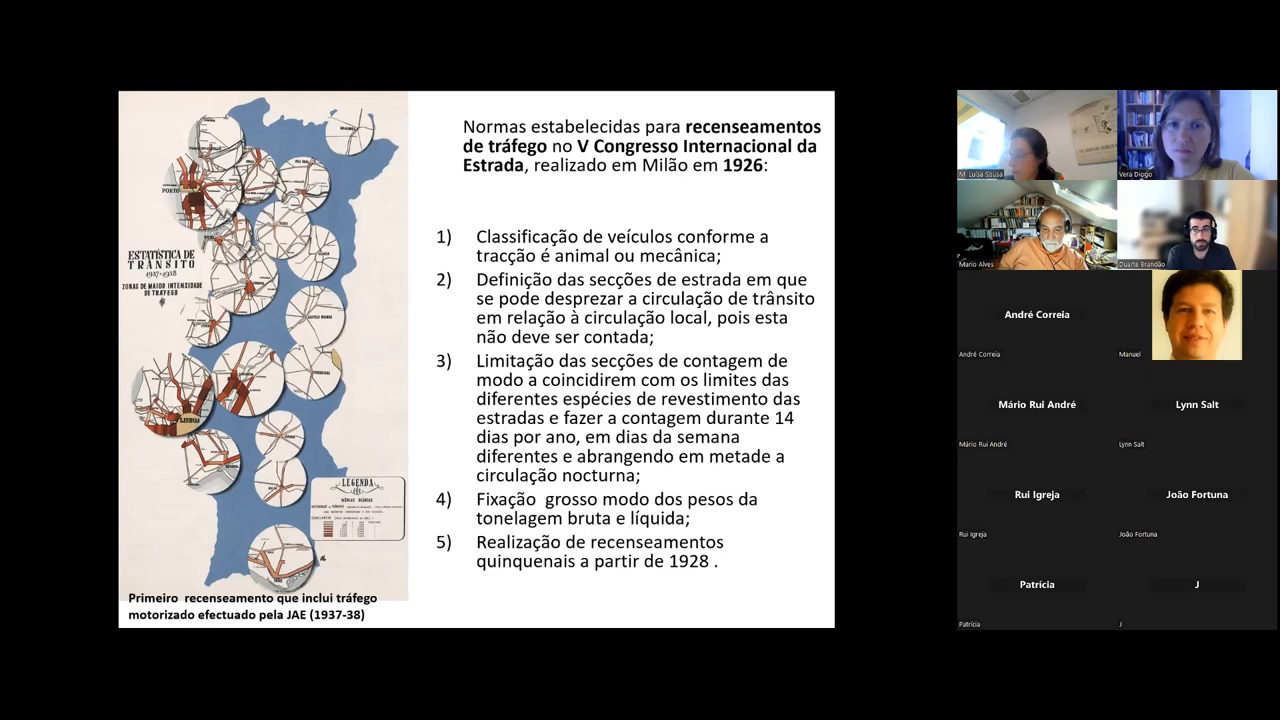 Normas estabelecidas para recenseamentos
de tráfego no V Congresso Internacional da
Estrada, realizado em Milão em 1926:
1) Classificação de veículos conforme a
tracção é animal ou mecânica;
2) Definição das secções de estrada em que
se pode desprezar a circulação de trânsito
em relação à circulação local, pois esta
não deve ser contada;
3) Limitação das secções de contagem de
modo a coincidirem com os limites das
diferentes espécies de revestimento das
estradas e fazer a contagem durante 14
dias por ano, em dias da semana
diferentes e abrangendo em metade a
circulação nocturna;
4) Fixação grosso modo dos pesos da
tonelagem bruta e líquida;
5) Realização de recenseamentos
quinquenais a partir de 1928 .
PORTO
ESTATÍSTICA DE
TRÂNSITO
1937-1938
ZONAS DE MAIOR INTENSIDADE
DE TRÁFEGO
LISBOA
LEGENDA
Primeiro recenseamento que inclui tráfego
motorizado efectuado pela JAE (1937-38)
M. Luísa Sousa
Vera Diogo
Mario Alves
Duarte Brandão
André Correia
André Correia
Manuel
Mário Rui André
Lynn Salt
Mário Rui André
Lynn Salt
Rui Igreja
João Fortuna
Rui Igreja
João Fortuna
Patrícia
J
Patrícia
J